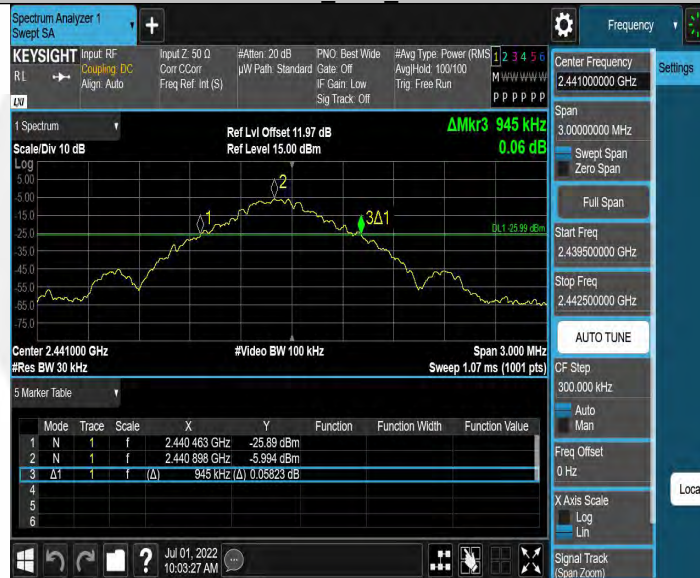 Spectrum Analyzer 1
Swept SA
+
Frequency
KEYSIGHT
RL
LXI
Input: RF
Coupling: DC
Align: Auto
Input Z: 50 Ω
Corr CCorr
Freq Ref: Int (S)
#Atten: 20 dB
µW Path: Standard
PNO: Best Wide
Gate: Off
IF Gain: Low
Sig Track: Off
#Avg Type: Power (RMS
Avg|Hold: 100/100
Trig: Free Run
1 2 3 4 5 6
M W W W W W
P P P P P P
Center Frequency
2.441000000 GHz
Settings
Span
3.00000000 MHz
Swept Span
Zero Span
Full Span
Start Freq
2.439500000 GHz
Stop Freq
2.442500000 GHz
AUTO TUNE
CF Step
300.000 kHz
Auto
Man
Freq Offset
0 Hz
X Axis Scale
Log
Lin
Local
Signal Track
(Span Zoom)
1 Spectrum
Scale/Div 10 dB
Ref Lvl Offset 11.97 dB
Ref Level 15.00 dBm
ΔMkr3 945 kHz
0.06 dB
Log
5.00
-5.00
-15.0
-25.0
-35.0
-45.0
-55.0
-65.0
-75.0
1
2
3Δ1
DL1 -25.99 dBm
Center 2.441000 GHz
#Res BW 30 kHz
#Video BW 100 kHz
Span 3.000 MHz
Sweep 1.07 ms (1001 pts)
5 Marker Table
Mode Trace Scale X Y Function Function Width Function Value
1 N 1 f 2.440 463 GHz -25.89 dBm
2 N 1 f 2.440 898 GHz -5.994 dBm
3 Δ1 1 f (Δ) 945 kHz (Δ) 0.05823 dB
4
5
6
?
Jul 01, 2022
10:03:27 AM